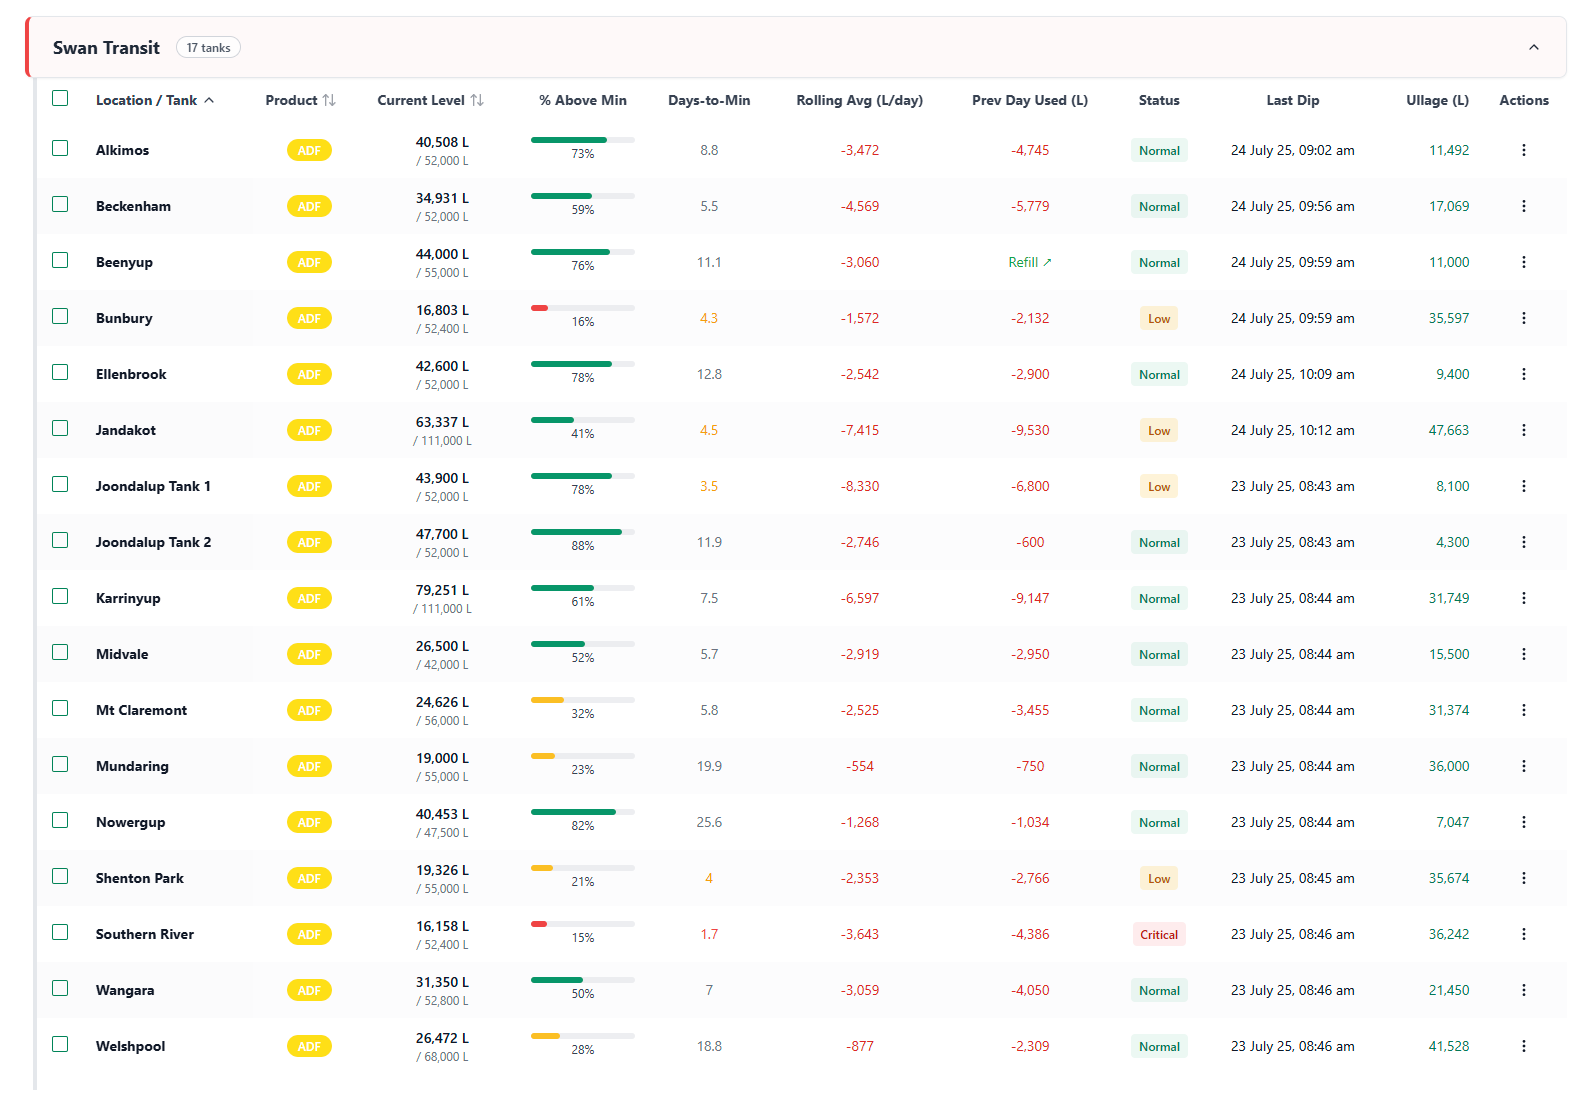 Swan Transit 17 tanks
Location / Tank Product Current Level % Above Min Days-to-Min Rolling Avg (L/day) Prev Day Used (L) Status Last Dip Ullage (L) Actions
Alkimos ADF 40,508 L / 52,000 L 73% 8.8 -3,472 -4,745 Normal 24 July 25, 09:02 am 11,492
Beckenham ADF 34,931 L / 52,000 L 59% 5.5 -4,569 -5,779 Normal 24 July 25, 09:56 am 17,069
Beenyup ADF 44,000 L / 55,000 L 76% 11.1 -3,060 Refill ↗ Normal 24 July 25, 09:59 am 11,000
Bunbury ADF 16,803 L / 52,400 L 16% 4.3 -1,572 -2,132 Low 24 July 25, 09:59 am 35,597
Ellenbrook ADF 42,600 L / 52,000 L 78% 12.8 -2,542 -2,900 Normal 24 July 25, 10:09 am 9,400
Jandakot ADF 63,337 L / 111,000 L 41% 4.5 -7,415 -9,530 Low 24 July 25, 10:12 am 47,663
Joondalup Tank 1 ADF 43,900 L / 52,000 L 78% 3.5 -8,330 -6,800 Low 23 July 25, 08:43 am 8,100
Joondalup Tank 2 ADF 47,700 L / 52,000 L 88% 11.9 -2,746 -600 Normal 23 July 25, 08:43 am 4,300
Karrinyup ADF 79,251 L / 111,000 L 61% 7.5 -6,597 -9,147 Normal 23 July 25, 08:44 am 31,749
Midvale ADF 26,500 L / 42,000 L 52% 5.7 -2,919 -2,950 Normal 23 July 25, 08:44 am 15,500
Mt Claremont ADF 24,626 L / 56,000 L 32% 5.8 -2,525 -3,455 Normal 23 July 25, 08:44 am 31,374
Mundaring ADF 19,000 L / 55,000 L 23% 19.9 -554 -750 Normal 23 July 25, 08:44 am 36,000
Nowergup ADF 40,453 L / 47,500 L 82% 25.6 -1,268 -1,034 Normal 23 July 25, 08:44 am 7,047
Shenton Park ADF 19,326 L / 55,000 L 21% 4 -2,353 -2,766 Low 23 July 25, 08:45 am 35,674
Southern River ADF 16,158 L / 52,400 L 15% 1.7 -3,643 -4,386 Critical 23 July 25, 08:46 am 36,242
Wangara ADF 31,350 L / 52,800 L 50% 7 -3,059 -4,050 Normal 23 July 25, 08:46 am 21,450
Welshpool ADF 26,472 L / 68,000 L 28% 18.8 -877 -2,309 Normal 23 July 25, 08:46 am 41,528